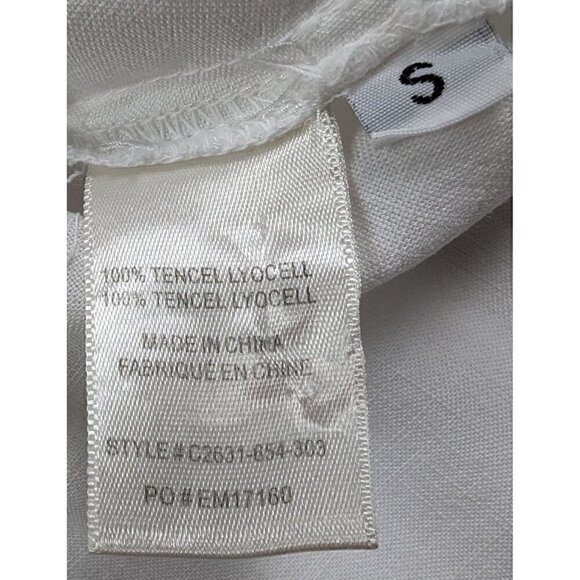 S
100% TENCEL LYOCELL
100% TENCEL LYOCELL
MADE IN CHINA
FABRIQUE EN CHINE
STYLE # C2631-654-303
PO # EM17160